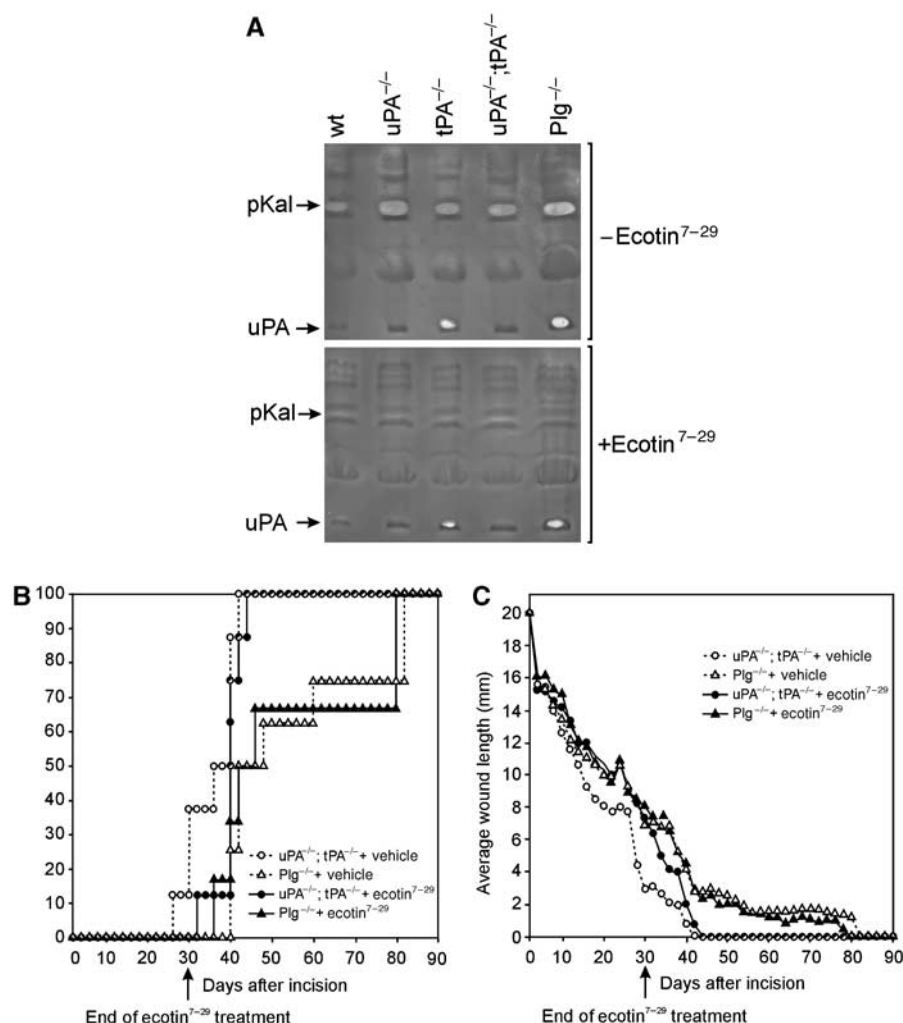 A
wt
uPA⁻/⁻
tPA⁻/⁻
uPA⁻/⁻;tPA⁻/⁻
Plg⁻/⁻
pKal
uPA
–Ecotin⁷⁻²⁹
pKal
uPA
+Ecotin⁷⁻²⁹
B
100
90
80
70
60
50
40
30
20
10
0
0 10 20 30 40 50 60 70 80 90
Days after incision
End of ecotin⁷⁻²⁹ treatment
uPA⁻/⁻; tPA⁻/⁻ + vehicle
Plg⁻/⁻ + vehicle
uPA⁻/⁻; tPA⁻/⁻ + ecotin⁷⁻²⁹
Plg⁻/⁻ + ecotin⁷⁻²⁹
C
Average wound length (mm)
20
18
16
14
12
10
8
6
4
2
0
0 10 20 30 40 50 60 70 80 90
Days after incision
End of ecotin⁷⁻²⁹ treatment
uPA⁻/⁻; tPA⁻/⁻ + vehicle
Plg⁻/⁻ + vehicle
uPA⁻/⁻; tPA⁻/⁻ + ecotin⁷⁻²⁹
Plg⁻/⁻ + ecotin⁷⁻²⁹